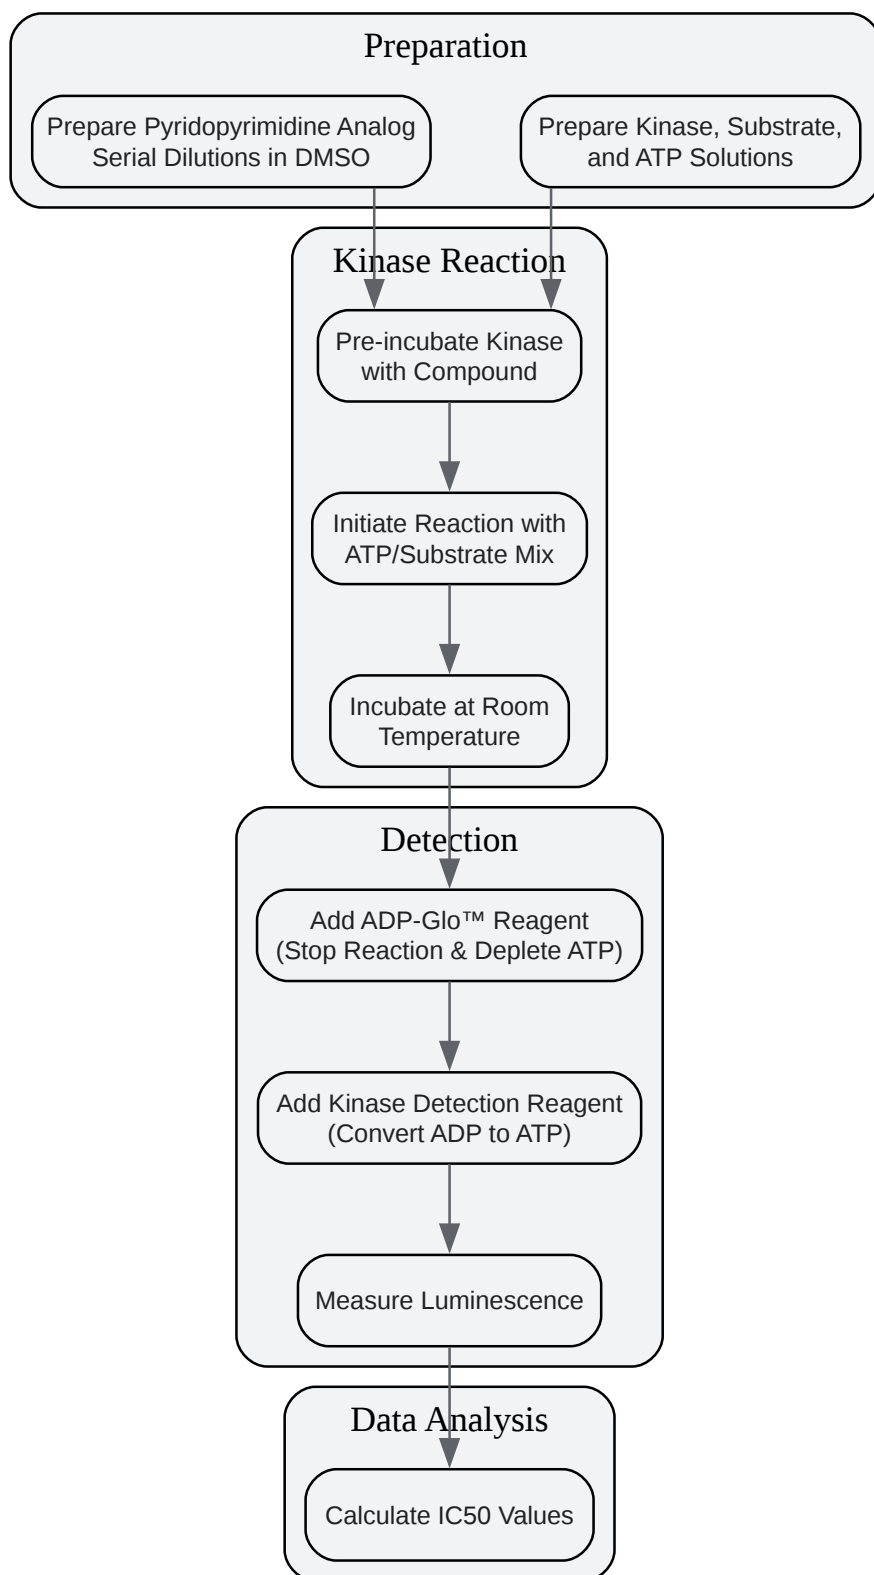 Preparation
Prepare Pyridopyrimidine Analog
Serial Dilutions in DMSO
Prepare Kinase, Substrate,
and ATP Solutions
Kinase Reaction
Pre-incubate Kinase
with Compound
Initiate Reaction with
ATP/Substrate Mix
Incubate at Room
Temperature
Detection
Add ADP-Glo™ Reagent
(Stop Reaction & Deplete ATP)
Add Kinase Detection Reagent
(Convert ADP to ATP)
Measure Luminescence
Data Analysis
Calculate IC50 Values